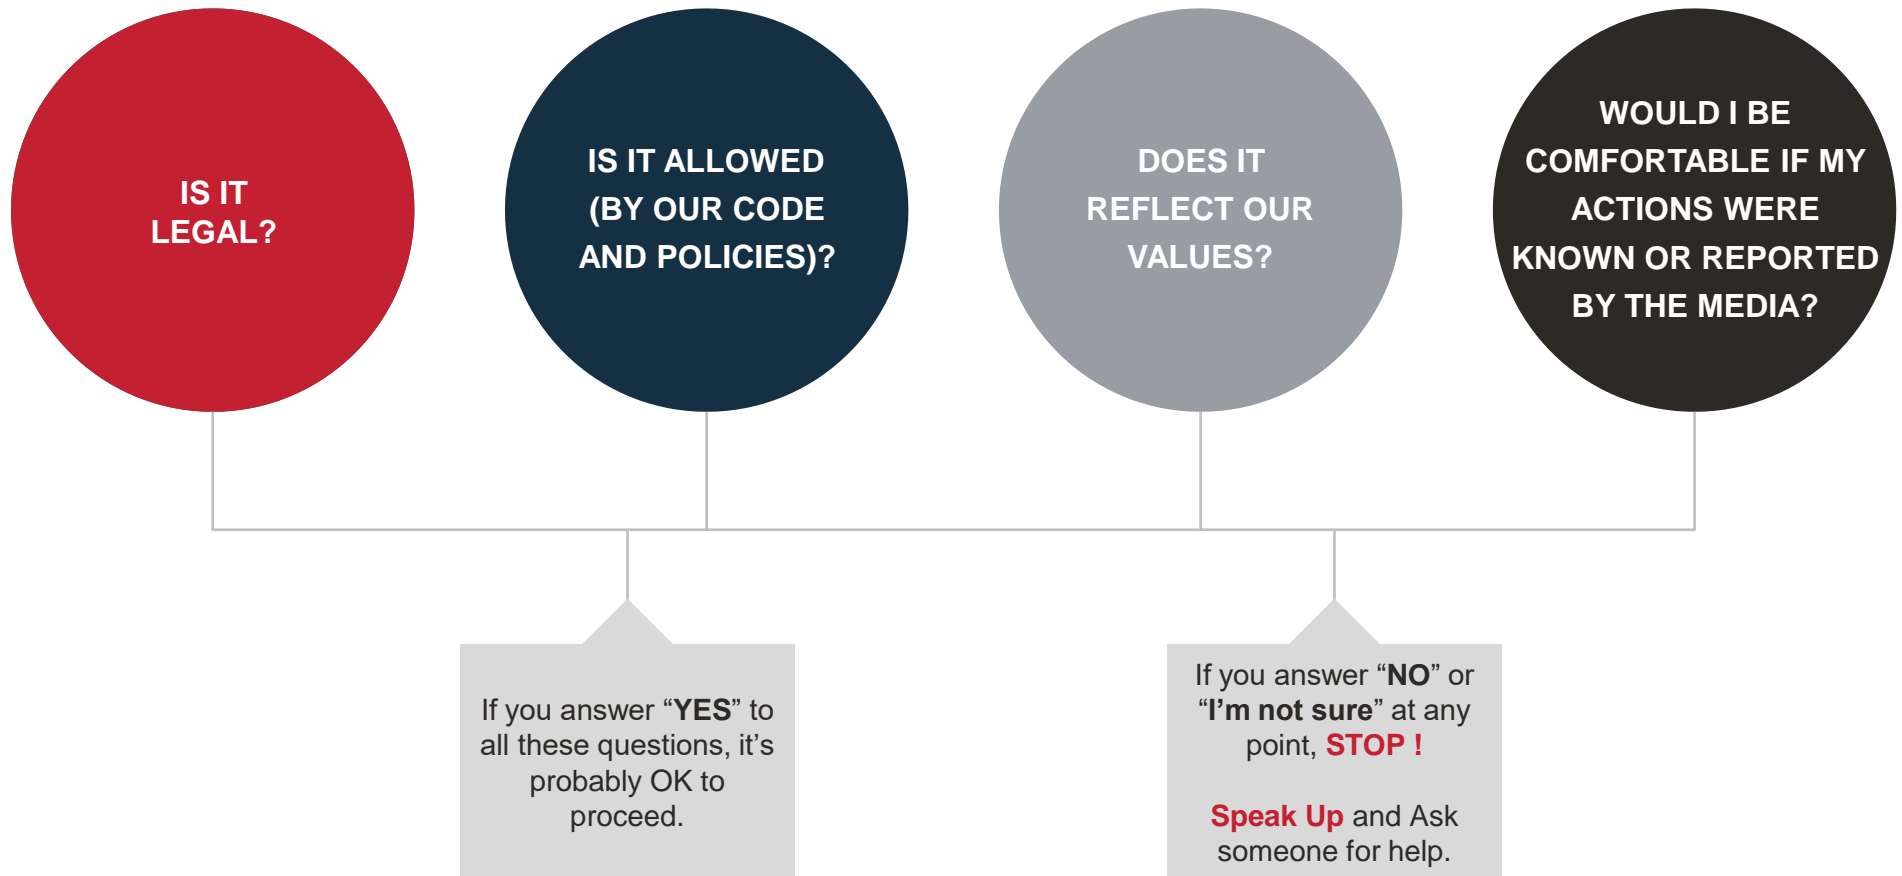 IS IT
LEGAL?
IS IT ALLOWED
(BY OUR CODE
AND POLICIES)?
DOES IT
REFLECT OUR
VALUES?
WOULD I BE
COMFORTABLE IF MY
ACTIONS WERE
KNOWN OR REPORTED
BY THE MEDIA?
If you answer “YES” to
all these questions, it’s
probably OK to
proceed.
If you answer “NO” or
“I’m not sure” at any
point, STOP !
Speak Up and Ask
someone for help.